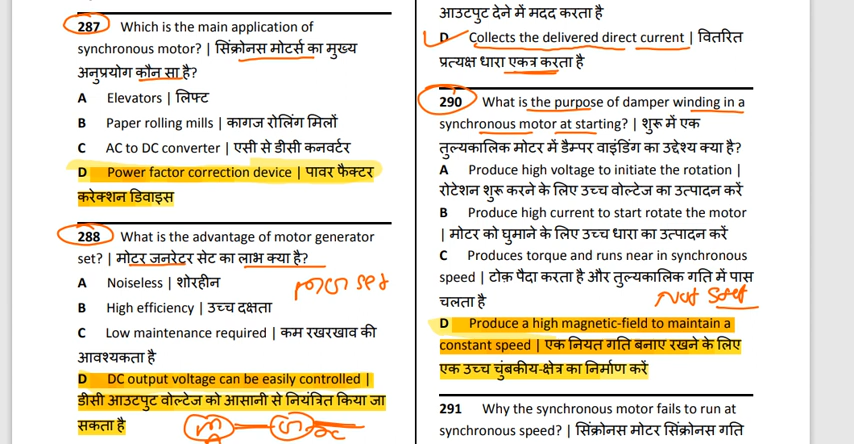 287 Which is the main application of
synchronous motor? | सिंक्रोनस मोटर्स का मुख्य
अनुप्रयोग कौन सा है?
A Elevators | लिफ्ट
B Paper rolling mills | कागज रोलिंग मिलों
C AC to DC converter | एसी से डीसी कनवर्टर
D Power factor correction device | पावर फैक्टर
करेक्शन डिवाइस
288 What is the advantage of motor generator
set? | मोटर जनरेटर सेट का लाभ क्या है?
A Noiseless | शोरहीन
B High efficiency | उच्च दक्षता
C Low maintenance required | कम रखरखाव की
आवश्यकता है
D DC output voltage can be easily controlled |
डीसी आउटपुट वोल्टेज को आसानी से नियंत्रित किया जा
सकता है
आउटपुट देने में मदद करता है
D Collects the delivered direct current | वितरित
प्रत्यक्ष धारा एकत्र करता है
290 What is the purpose of damper winding in a
synchronous motor at starting? | शुरू में एक
तुल्यकालिक मोटर में डैम्पर वाइंडिंग का उद्देश्य क्या है?
A Produce high voltage to initiate the rotation |
रोटेशन शुरू करने के लिए उच्च वोल्टेज का उत्पादन करें
B Produce high current to start rotate the motor
| मोटर को घुमाने के लिए उच्च धारा का उत्पादन करें
C Produces torque and runs near in synchronous
speed | टोक़ पैदा करता है और तुल्यकालिक गति में पास
चलता है
D Produce a high magnetic-field to maintain a
constant speed | एक नियत गति बनाए रखने के लिए
एक उच्च चुंबकीय-क्षेत्र का निर्माण करें
291 Why the synchronous motor fails to run at
synchronous speed? | सिंक्रोनस मोटर सिंक्रोनस गति